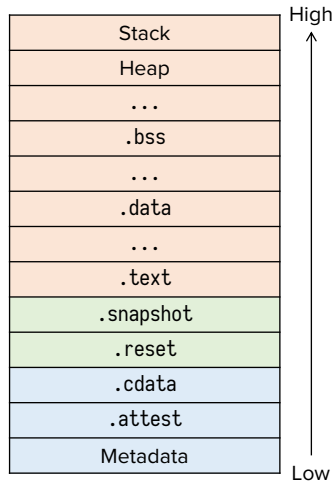 High
Stack
Heap
...
.bss
...
.data
...
.text
.snapshot
.reset
.cdata
.attest
Metadata
Low